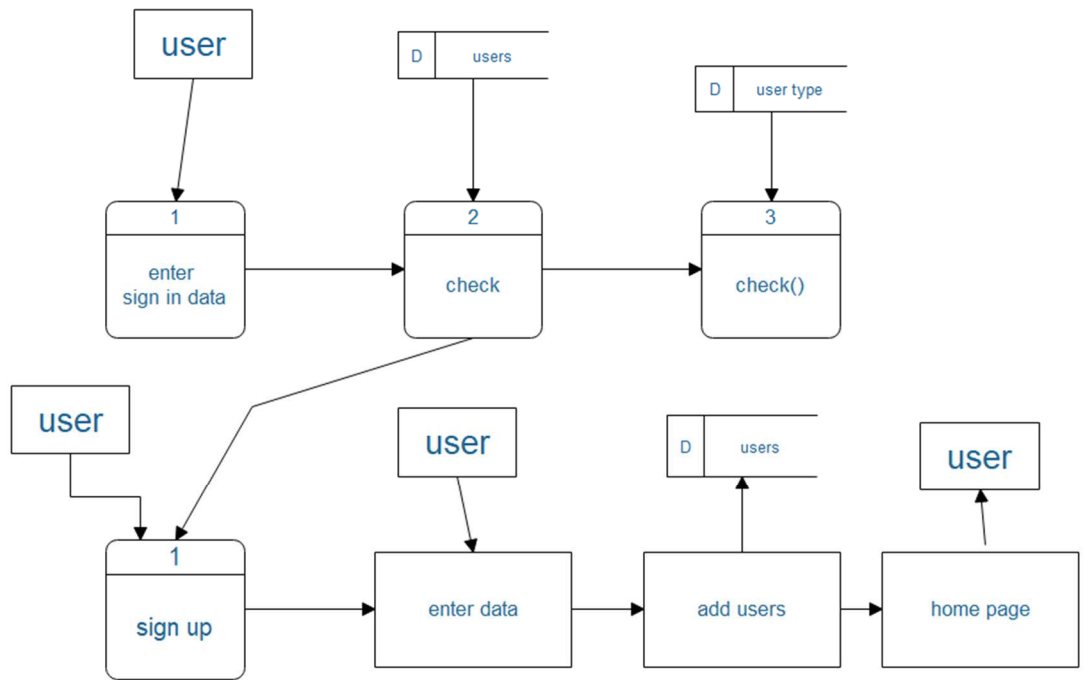 user
D users
D user type
1
enter
sign in data
2
check
3
check()
user
user
D users
user
1
sign up
enter data
add users
home page